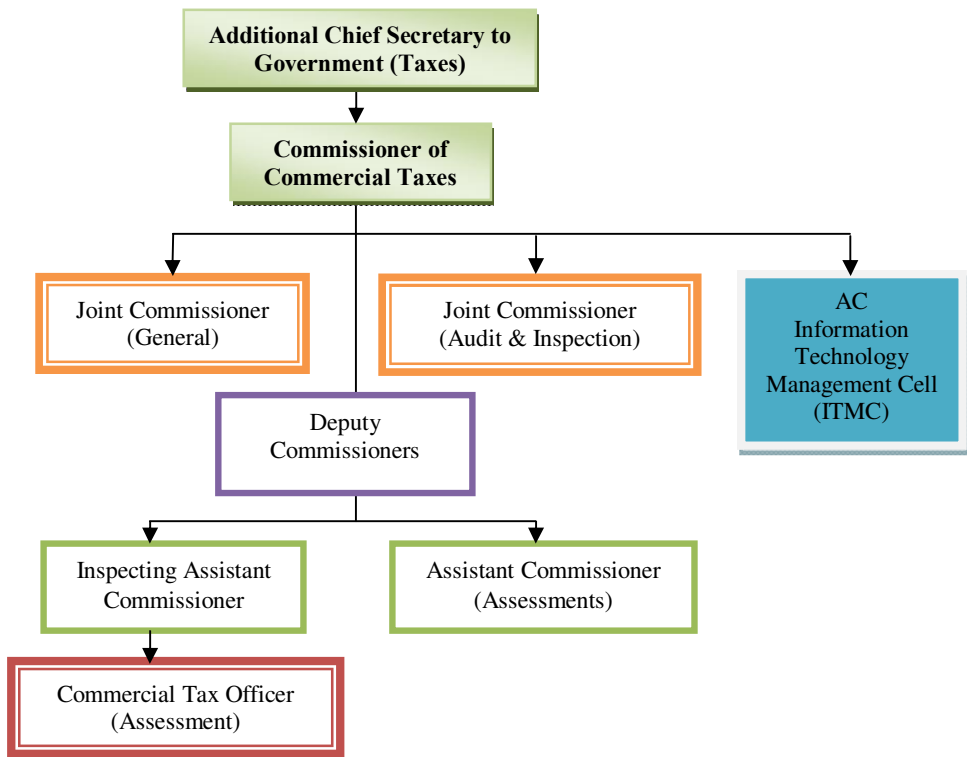 Additional Chief Secretary to
Government (Taxes)
Commissioner of
Commercial Taxes
Joint Commissioner
(General)
Joint Commissioner
(Audit & Inspection)
AC
Information
Technology
Management Cell
(ITMC)
Deputy
Commissioners
Inspecting Assistant
Commissioner
Assistant Commissioner
(Assessments)
Commercial Tax Officer
(Assessment)